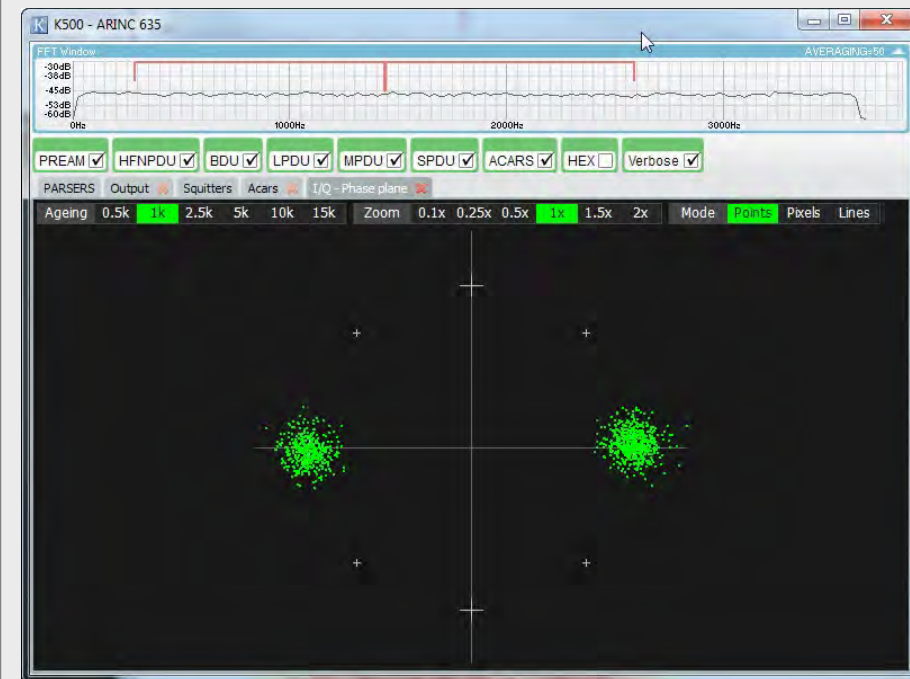 K500 - ARINC 635
FFT Window AVERAGING=50
-30dB
-38dB
-45dB
-53dB
-60dB
0Hz 1000Hz 2000Hz 3000Hz
PREAM HFNPDU BDU LPDU MPDU SPDU ACARS HEX Verbose
PARSERS Output Squitters Acars I/Q - Phase plane
Ageing 0.5k 1k 2.5k 5k 10k 15k Zoom 0.1x 0.25x 0.5x 1x 1.5x 2x Mode Points Pixels Lines